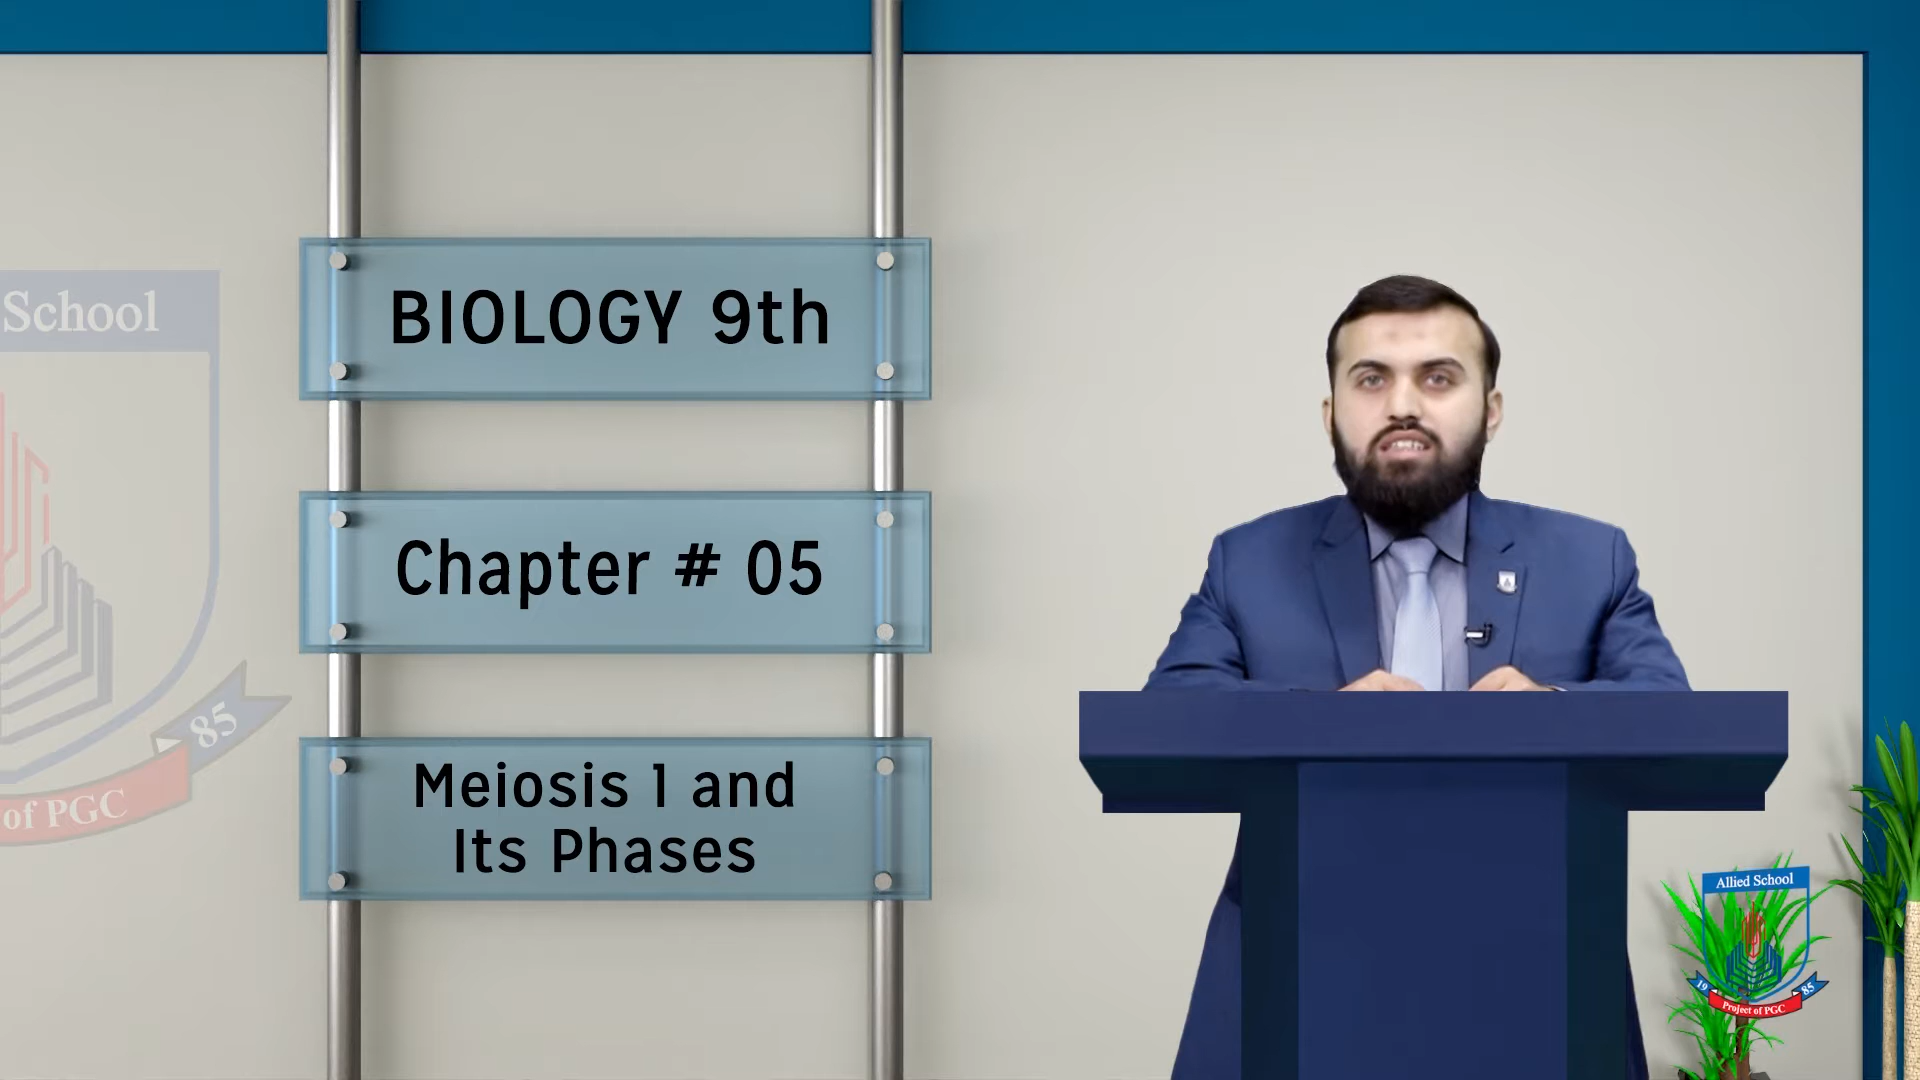 School
85
of PGC
BIOLOGY 9th
Chapter # 05
Meiosis 1 and
Its Phases
Allied School
19 85
Project of PGC